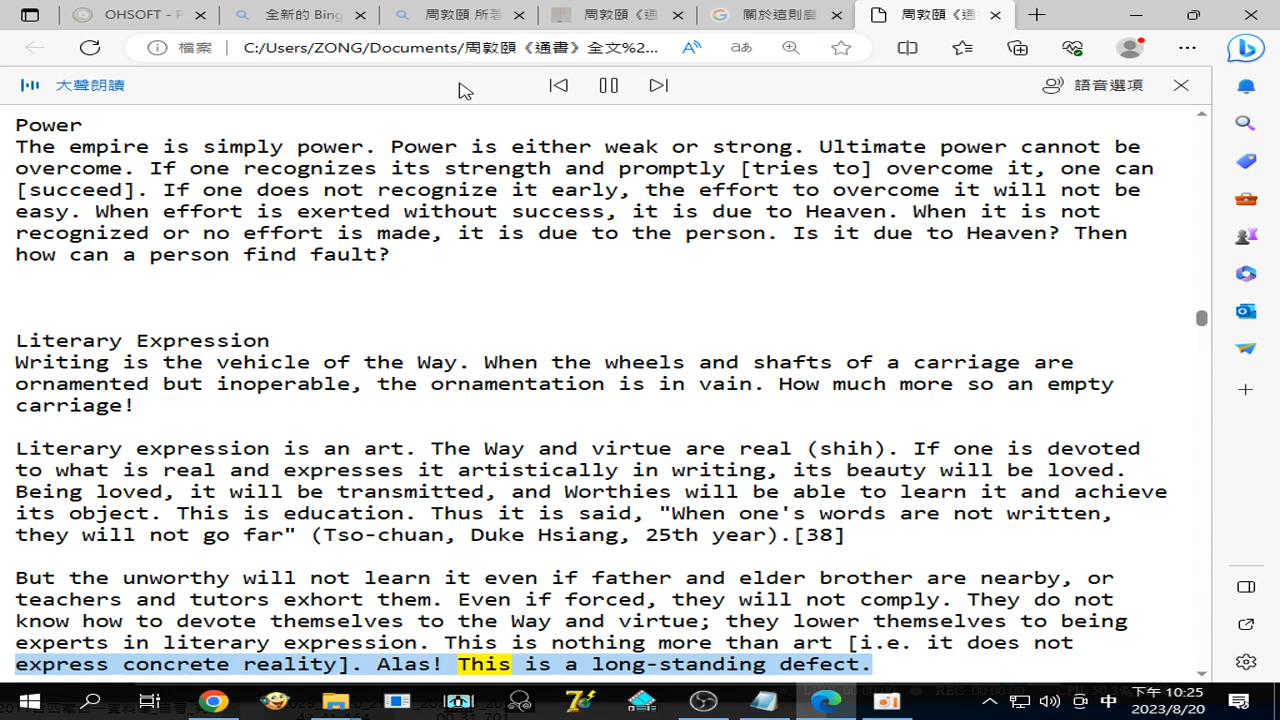 OHSOFT - P
全新的 Bing
周敦頤 所著
周敦頤《通
關於這則
周敦頤《通
檔案
C:/Users/ZONG/Documents/周敦頤《通書》全文%2...
大聲朗讀
語音選項
Power
The empire is simply power. Power is either weak or strong. Ultimate power cannot be
overcome. If one recognizes its strength and promptly [tries to] overcome it, one can
[succeed]. If one does not recognize it early, the effort to overcome it will not be
easy. When effort is exerted without success, it is due to Heaven. When it is not
recognized or no effort is made, it is due to the person. Is it due to Heaven? Then
how can a person find fault?
Literary Expression
Writing is the vehicle of the Way. When the wheels and shafts of a carriage are
ornamented but inoperable, the ornamentation is in vain. How much more so an empty
carriage!
Literary expression is an art. The Way and virtue are real (shih). If one is devoted
to what is real and expresses it artistically in writing, its beauty will be loved.
Being loved, it will be transmitted, and Worthies will be able to learn it and achieve
its object. This is education. Thus it is said, "When one's words are not written,
they will not go far" (Tso-chuan, Duke Hsiang, 25th year).[38]
But the unworthy will not learn it even if father and elder brother are nearby, or
teachers and tutors exhort them. Even if forced, they will not comply. They do not
know how to devote themselves to the Way and virtue; they lower themselves to being
experts in literary expression. This is nothing more than art [i.e. it does not
express concrete reality]. Alas! This is a long-standing defect.
中
下午 10:25
2023/8/20